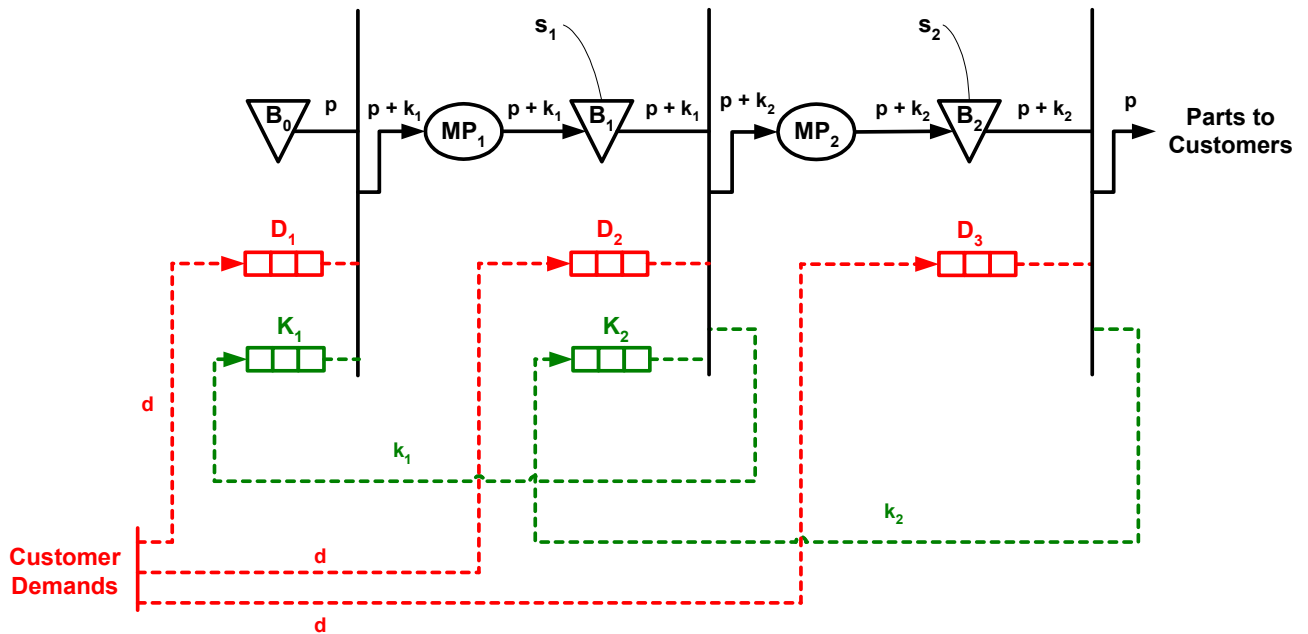 s₁
s₂
B₀
p
p + k₁
MP₁
p + k₁
B₁
p + k₁
p + k₂
MP₂
p + k₂
B₂
p + k₂
p
Parts to
Customers
D₁
D₂
D₃
K₁
K₂
d
k₁
k₂
Customer
Demands
d
d